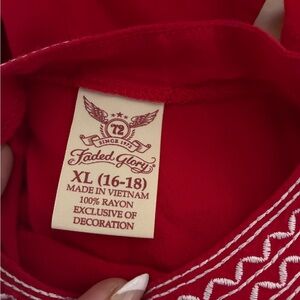 72
SINCE 1972
Faded Glory
XL (16-18)
MADE IN VIETNAM
100% RAYON
EXCLUSIVE OF
DECORATION